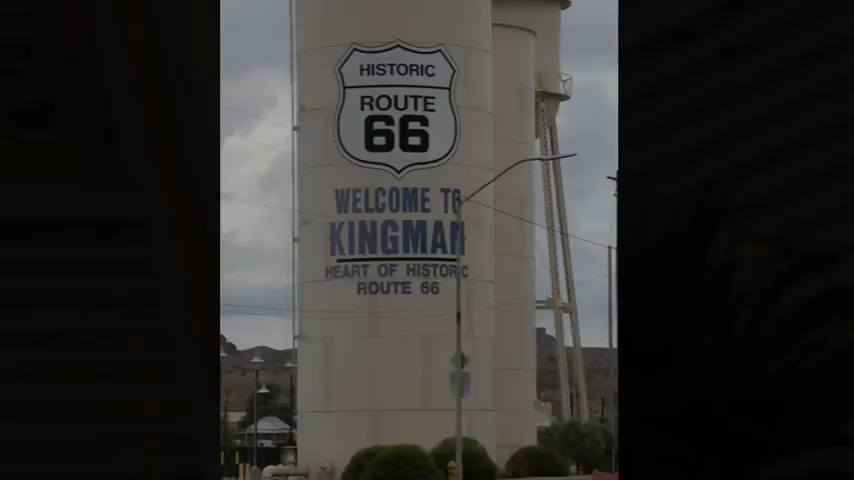 HISTORIC
ROUTE
66
WELCOME TO
KINGMAN
HEART OF HISTORIC
ROUTE 66